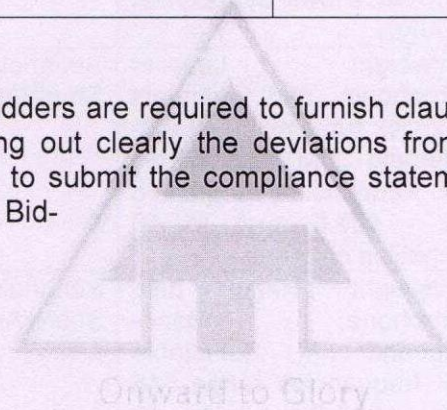 dders are required to furnish clau
ng out clearly the deviations fror
to submit the compliance staten
Bid-
Onward to Glory